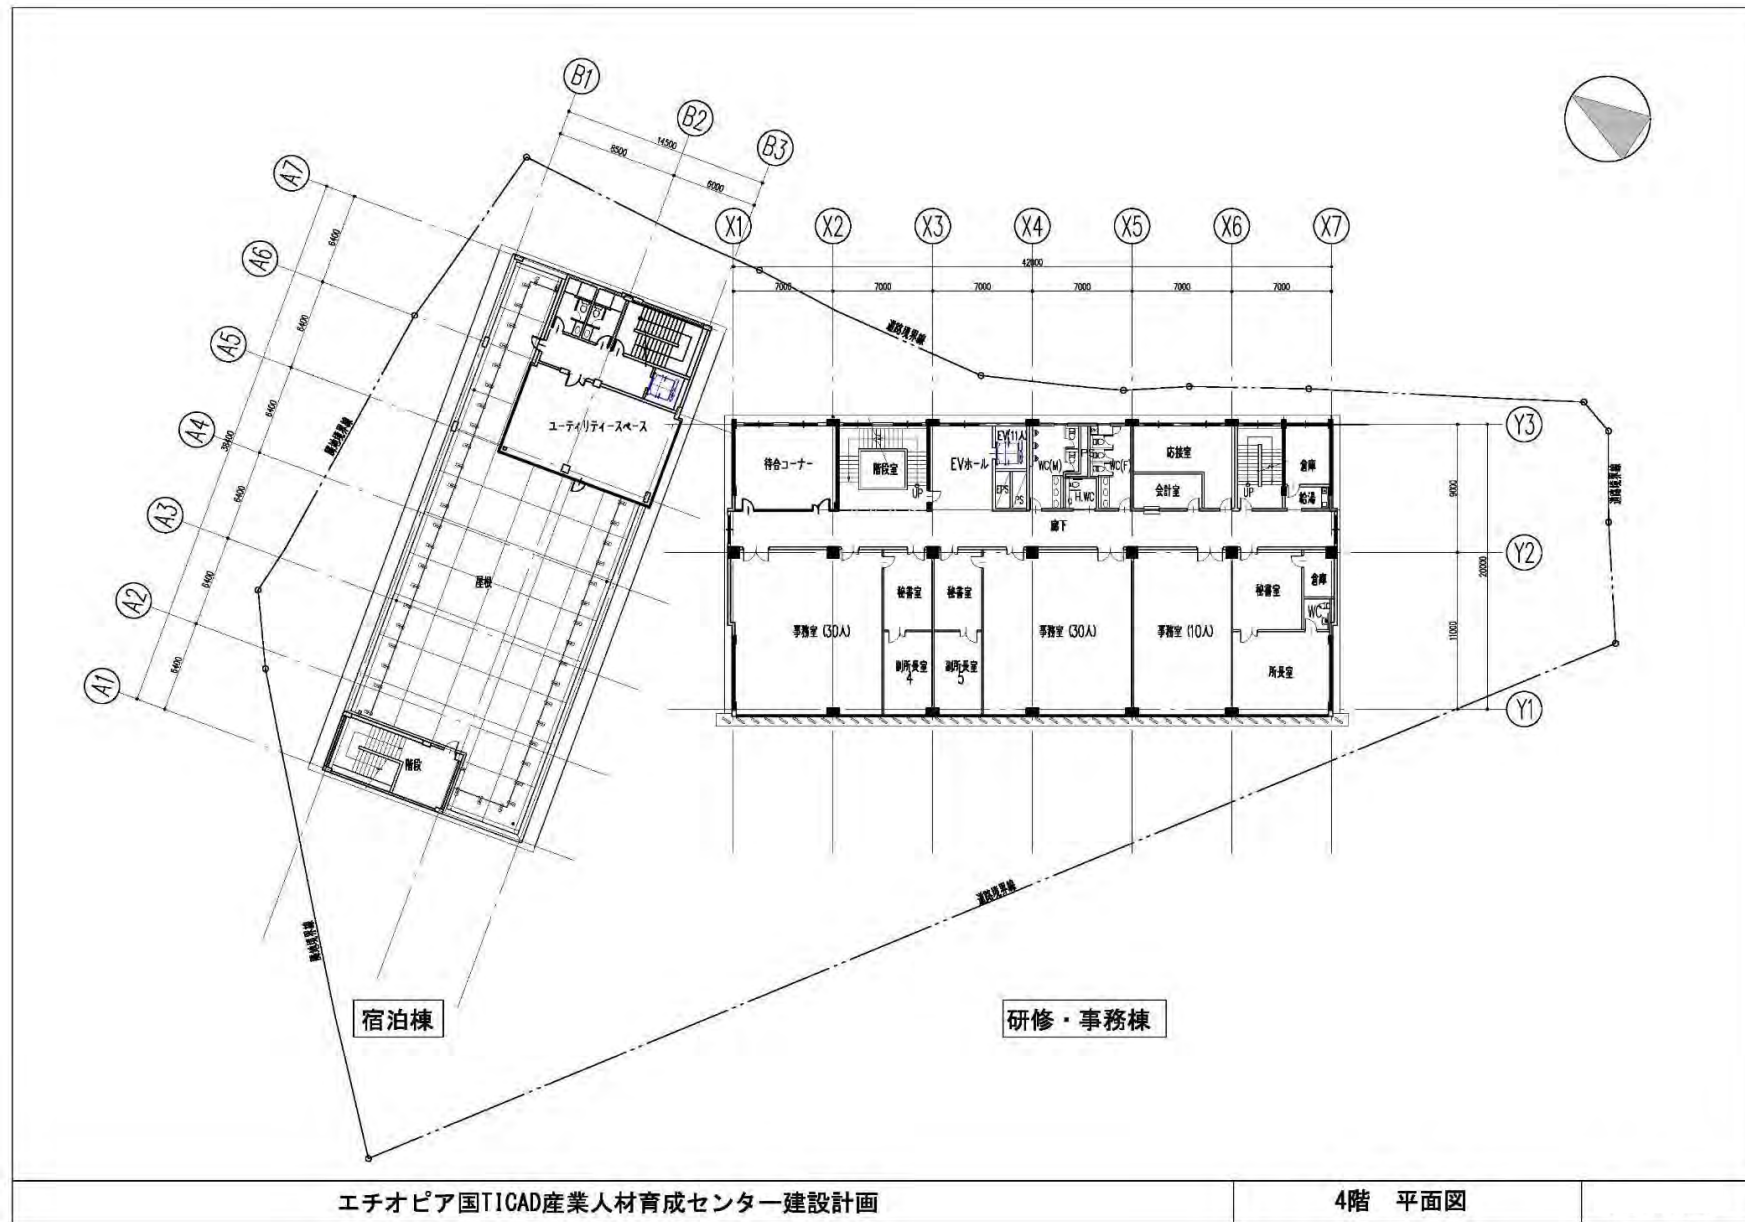 B1
B2
B3
14500
8500
6000
A7
A6
A5
A4
A3
A2
A1
6400
6400
6400
6400
6400
6400
38400
X1
X2
X3
X4
X5
X6
X7
42000
7000
7000
7000
7000
7000
7000
道路境界線
隣地境界線
Y3
Y2
Y1
9000
11000
20000
道路境界線
ユーティリティースペース
屋根
階段
待合コーナー
階段室
UP
EVホール
EV(11人)
EPS
PS
WC(M)
PS
WC(F)
H.WC
応接室
会計室
UP
倉庫
給湯
廊下
事務室(30人)
秘書室
副所長室
4
秘書室
副所長室
5
事務室(30人)
事務室(10人)
秘書室
倉庫
WC
所長室
道路境界線
隣地境界線
宿泊棟
研修・事務棟
エチオピア国TICAD産業人材育成センター建設計画
4階 平面図